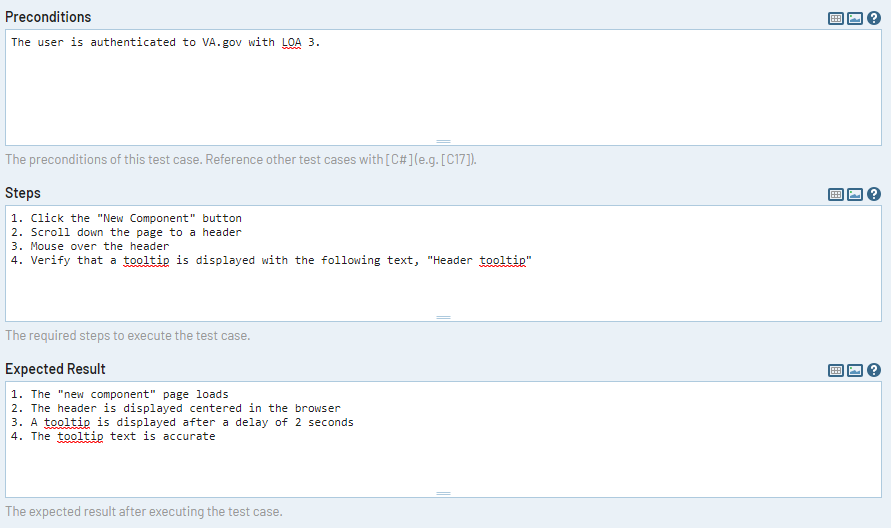 Preconditions
The user is authenticated to VA.gov with LOA 3.
The preconditions of this test case. Reference other test cases with [C#] (e.g. [C17]).
Steps
1. Click the "New Component" button
2. Scroll down the page to a header
3. Mouse over the header
4. Verify that a tooltip is displayed with the following text, "Header tooltip"
The required steps to execute the test case.
Expected Result
1. The "new component" page loads
2. The header is displayed centered in the browser
3. A tooltip is displayed after a delay of 2 seconds
4. The tooltip text is accurate
The expected result after executing the test case.